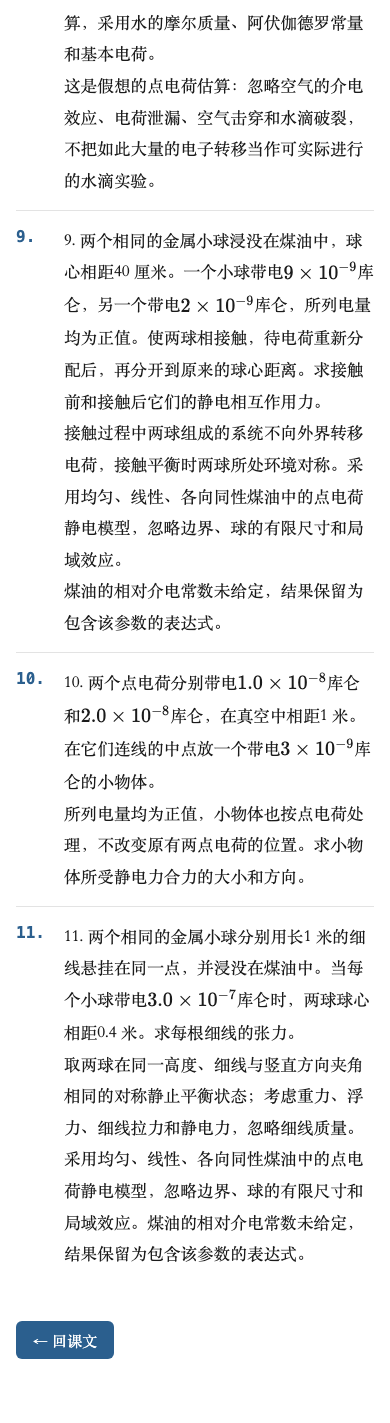 算，采用水的摩尔质量、阿伏伽德罗常量
和基本电荷。
这是假想的点电荷估算：忽略空气的介电
效应、电荷泄漏、空气击穿和水滴破裂，
不把如此大量的电子转移当作可实际进行
的水滴实验。
9. 9. 两个相同的金属小球浸没在煤油中，球
心相距40 厘米。一个小球带电9 × 10⁻⁹库
仑，另一个带电2 × 10⁻⁹库仑，所列电量
均为正值。使两球相接触，待电荷重新分
配后，再分开到原来的球心距离。求接触
前和接触后它们的静电相互作用力。
接触过程中两球组成的系统不向外界转移
电荷，接触平衡时两球所处环境对称。采
用均匀、线性、各向同性煤油中的点电荷
静电模型，忽略边界、球的有限尺寸和局
域效应。
煤油的相对介电常数未给定，结果保留为
包含该参数的表达式。
10. 10. 两个点电荷分别带电1.0 × 10⁻⁸库仑
和2.0 × 10⁻⁸库仑，在真空中相距1 米。
在它们连线的中点放一个带电3 × 10⁻⁹库
仑的小物体。
所列电量均为正值，小物体也按点电荷处
理，不改变原有两点电荷的位置。求小物
体所受静电力合力的大小和方向。
11. 11. 两个相同的金属小球分别用长1 米的细
线悬挂在同一点，并浸没在煤油中。当每
个小球带电3.0 × 10⁻⁷库仑时，两球球心
相距0.4 米。求每根细线的张力。
取两球在同一高度、细线与竖直方向夹角
相同的对称静止平衡状态；考虑重力、浮
力、细线拉力和静电力，忽略细线质量。
采用均匀、线性、各向同性煤油中的点电
荷静电模型，忽略边界、球的有限尺寸和
局域效应。煤油的相对介电常数未给定，
结果保留为包含该参数的表达式。
← 回课文